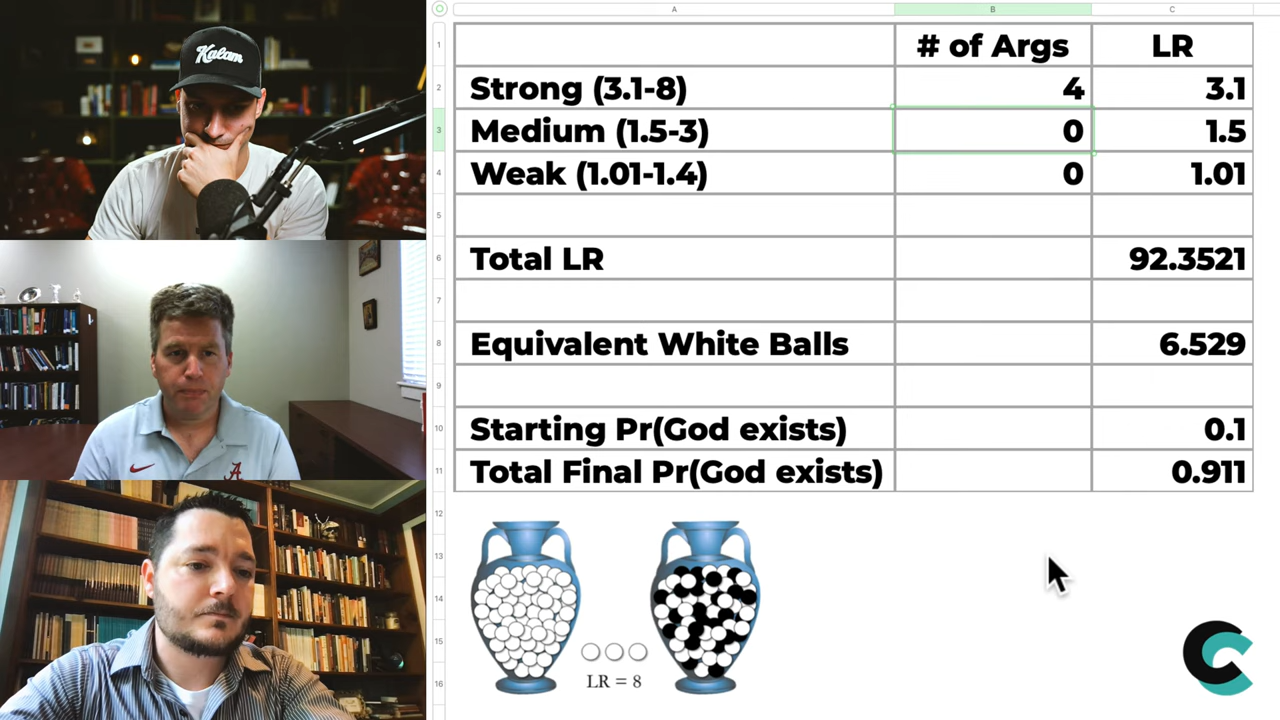 Kalam
A
A B C
1 # of Args LR
2 Strong (3.1-8) 4 3.1
3 Medium (1.5-3) 0 1.5
4 Weak (1.01-1.4) 0 1.01
5
6 Total LR 92.3521
7
8 Equivalent White Balls 6.529
9
10 Starting Pr(God exists) 0.1
11 Total Final Pr(God exists) 0.911
12
13
14
15
LR = 8
16